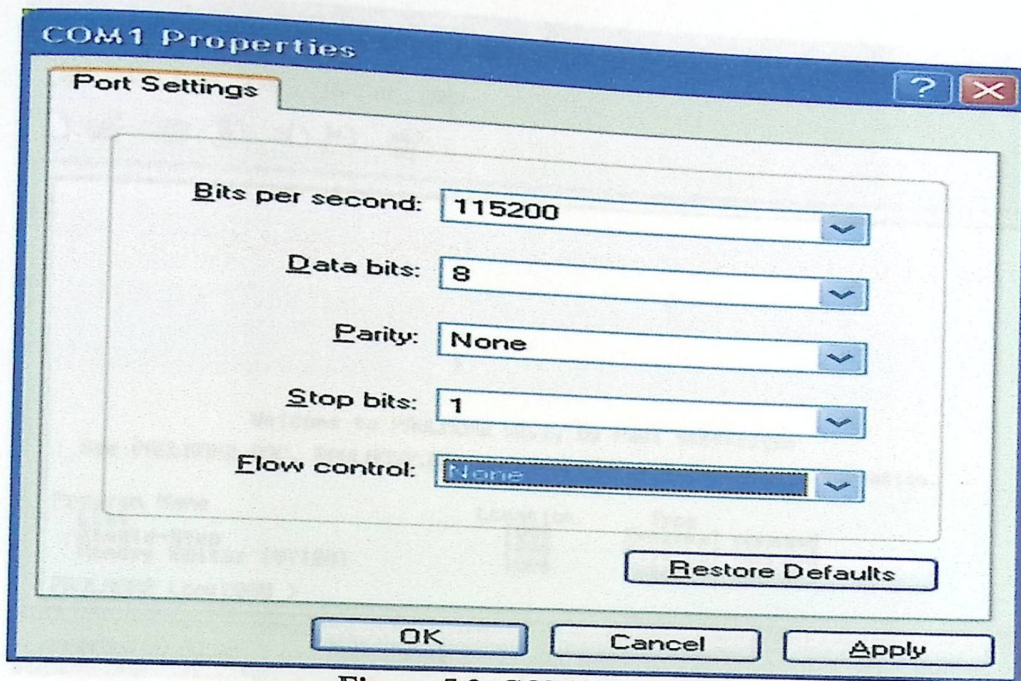 COM1 Properties
Port Settings
Bits per second: 115200
Data bits: 8
Parity: None
Stop bits: 1
Flow control: None
Restore Defaults
OK Cancel Apply
Figure